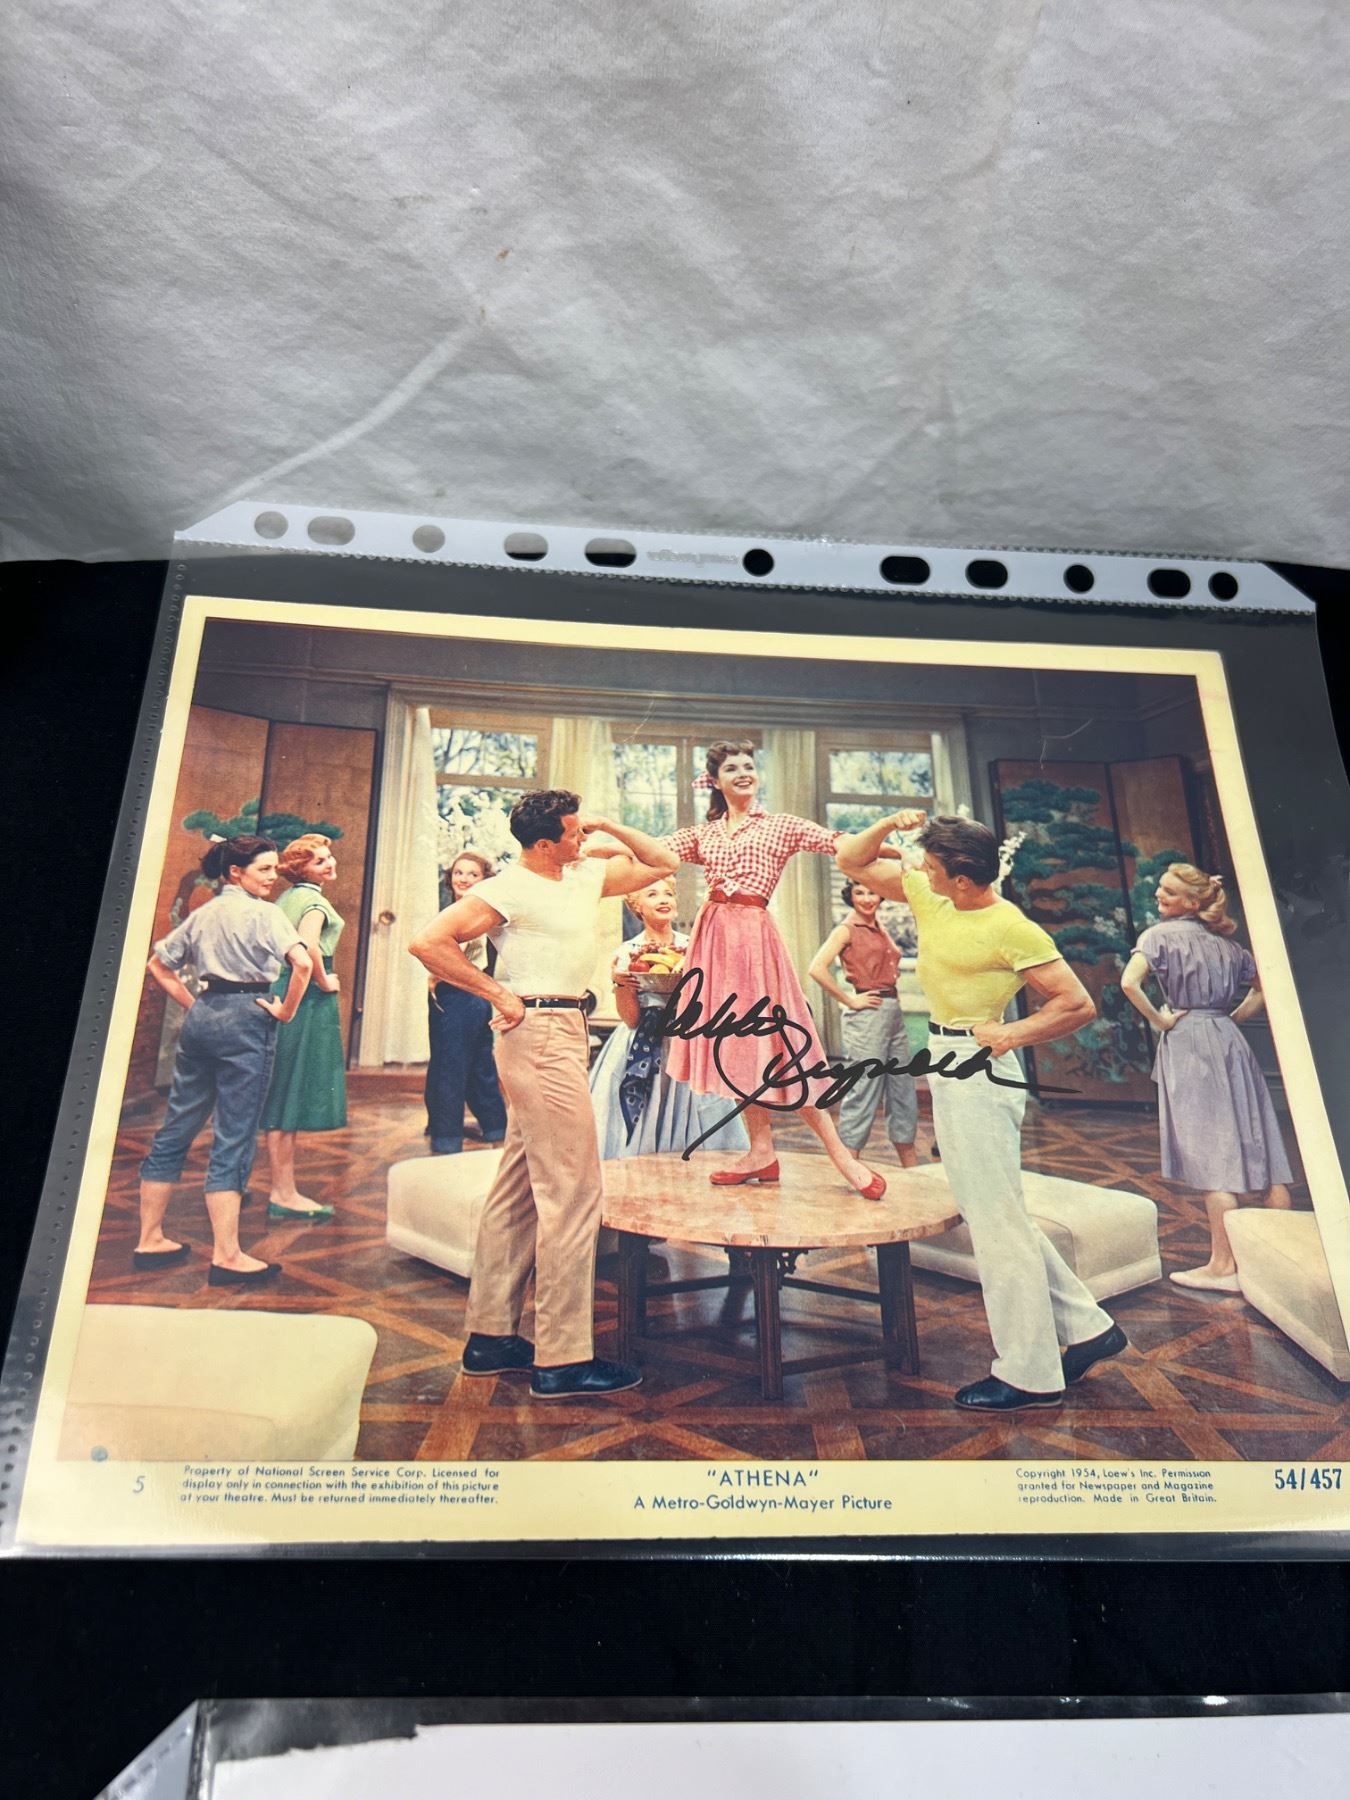 Debbie
Reynolds
5
Property of National Screen Service Corp. Licensed for
display only in connection with the exhibition of this picture
at your theatre. Must be returned immediately thereafter.
"ATHENA"
A Metro-Goldwyn-Mayer Picture
Copyright 1954, Loew's Inc. Permission
granted for Newspaper and Magazine
reproduction. Made in Great Britain.
54/457